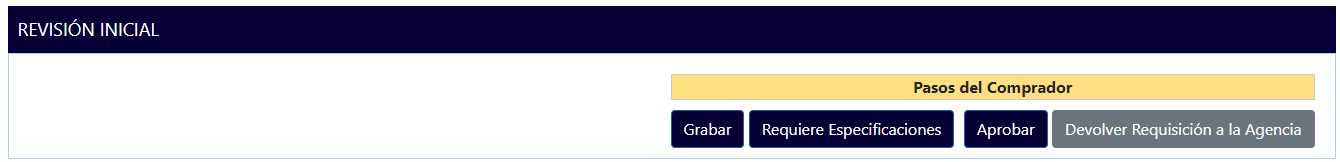 REVISIÓN INICIAL
Pasos del Comprador
Grabar Requiere Especificaciones Aprobar Devolver Requisición a la Agencia